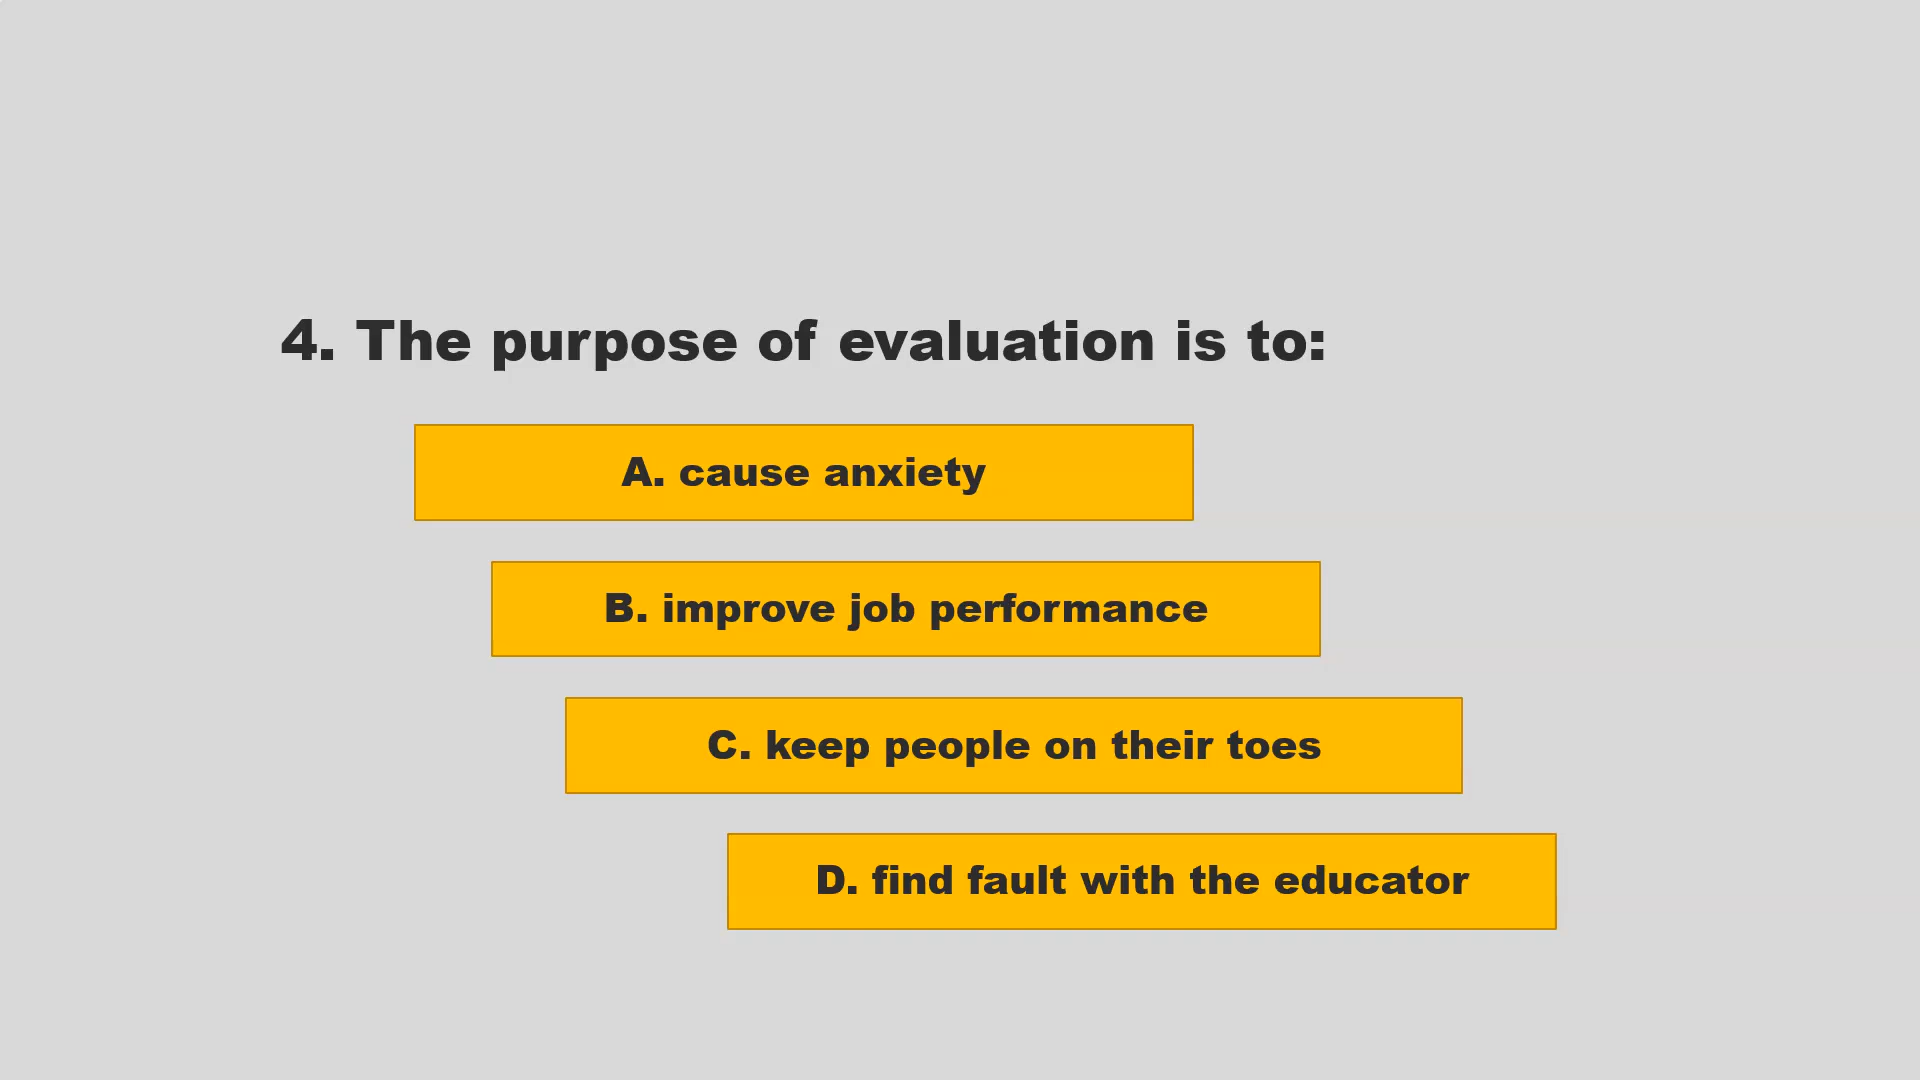 4. The purpose of evaluation is to:
A. cause anxiety
B. improve job performance
C. keep people on their toes
D. find fault with the educator